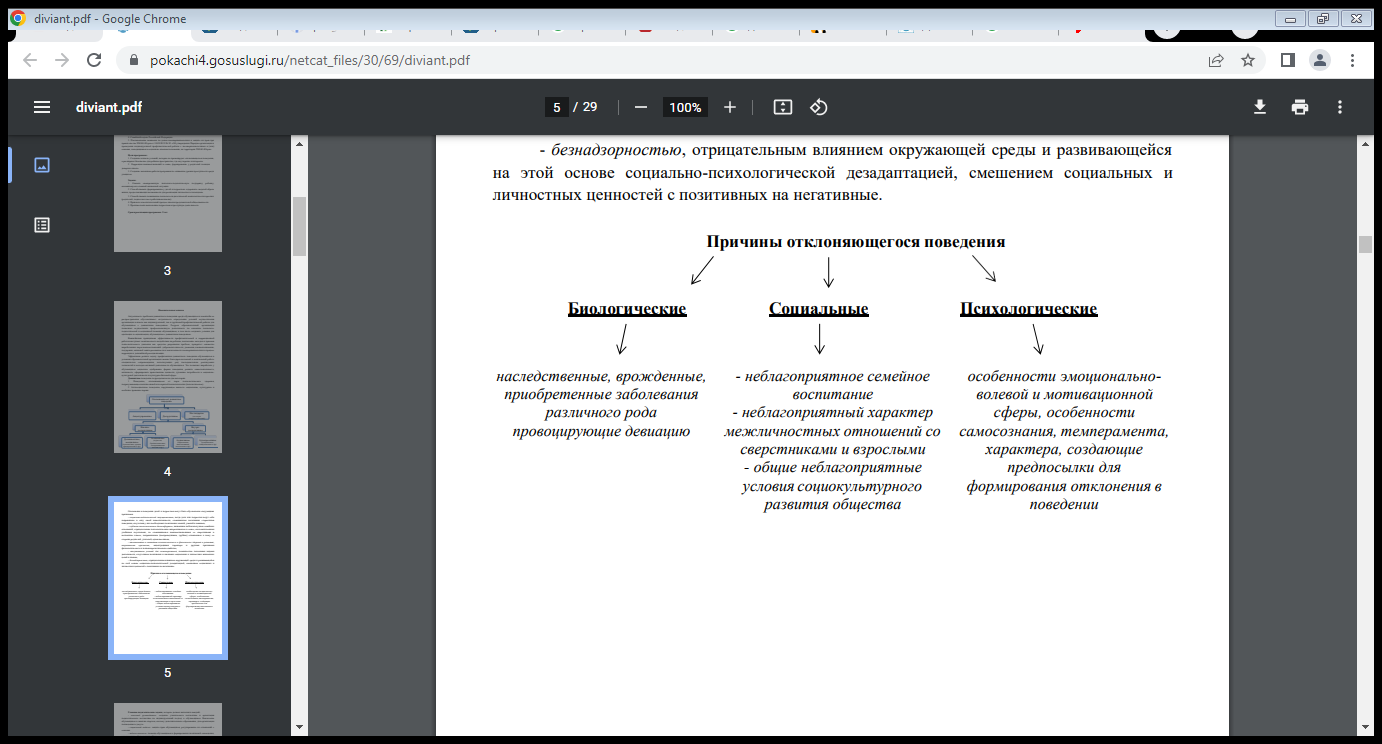 diviant.pdf - Google Chrome
pokachi4.gosuslugi.ru/netcat_files/30/69/diviant.pdf
diviant.pdf
5 / 29
100%
3
4
5
- безнадзорностью, отрицательным влиянием окружающей среды и развивающейся
на этой основе социально-психологической дезадаптацией, смешением социальных и
личностных ценностей с позитивных на негативные.
Причины отклоняющегося поведения
Биологические
Социальные
Психологические
наследственные, врожденные,
приобретенные заболевания
различного рода
провоцирующие девиацию
- неблагоприятное семейное
воспитание
- неблагоприятный характер
межличностных отношений со
сверстниками и взрослыми
- общие неблагоприятные
условия социокультурного
развития общества
особенности эмоционально-
волевой и мотивационной
сферы, особенности
самосознания, темперамента,
характера, создающие
предпосылки для
формирования отклонения в
поведении